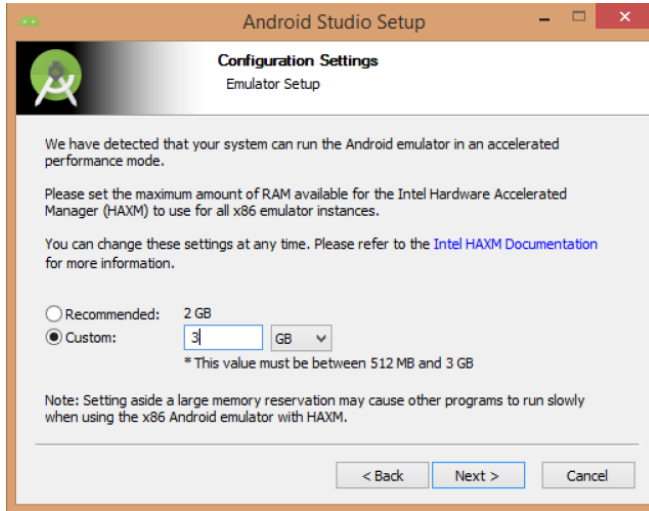 Android Studio Setup
Configuration Settings
Emulator Setup
We have detected that your system can run the Android emulator in an accelerated
performance mode.
Please set the maximum amount of RAM available for the Intel Hardware Accelerated
Manager (HAXM) to use for all x86 emulator instances.
You can change these settings at any time. Please refer to the Intel HAXM Documentation
for more information.
Recommended: 2 GB
Custom: 3 GB
* This value must be between 512 MB and 3 GB
Note: Setting aside a large memory reservation may cause other programs to run slowly
when using the x86 Android emulator with HAXM.
< Back Next > Cancel